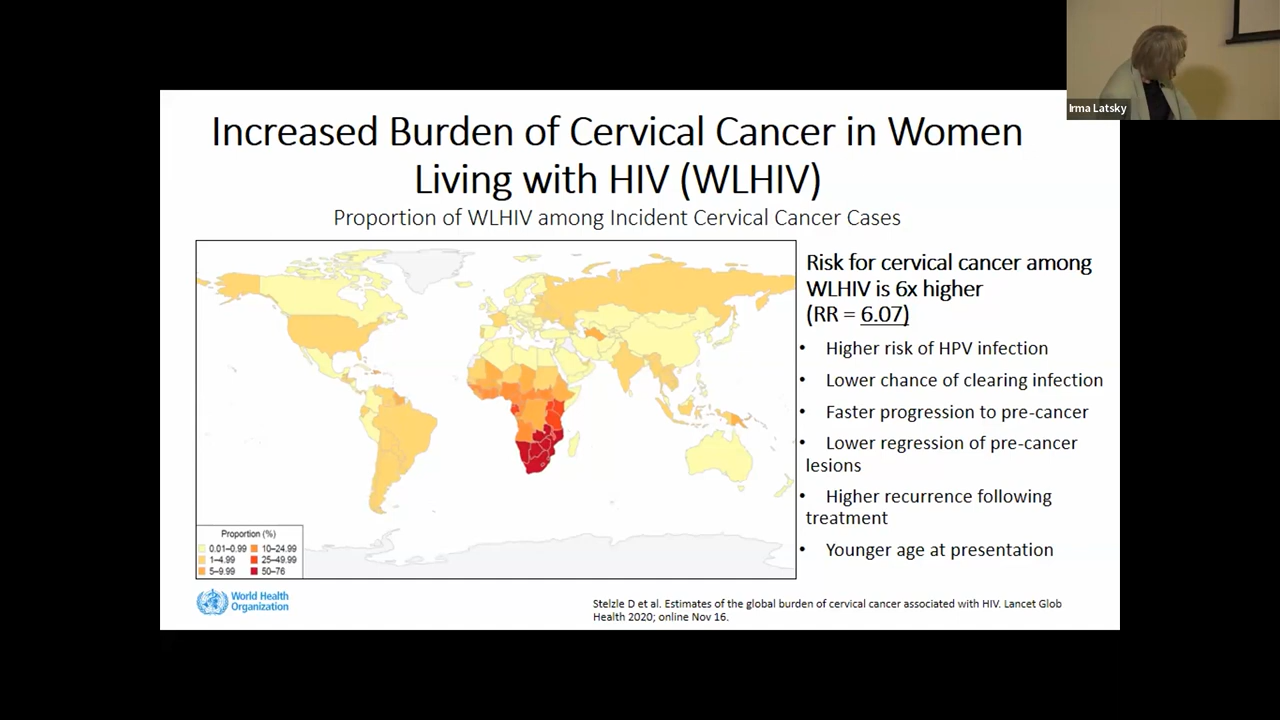 Irma Latsky
Increased Burden of Cervical Cancer in Women
Living with HIV (WLHIV)
Proportion of WLHIV among Incident Cervical Cancer Cases
Risk for cervical cancer among
WLHIV is 6x higher
(RR = 6.07)
• Higher risk of HPV infection
• Lower chance of clearing infection
• Faster progression to pre-cancer
• Lower regression of pre-cancer
lesions
• Higher recurrence following
treatment
• Younger age at presentation
Proportion (%)
0.01–0.99 10–24.99
1–4.99 25–49.99
5–9.99 50–76
World Health
Organization
Stelzle D et al. Estimates of the global burden of cervical cancer associated with HIV. Lancet Glob
Health 2020; online Nov 16.